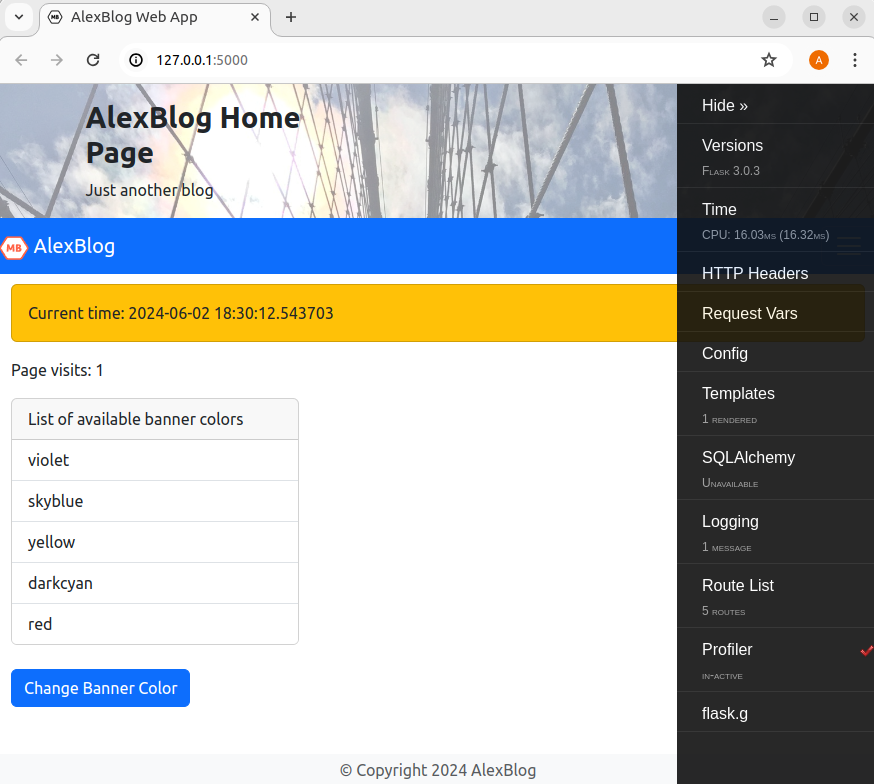 AlexBlog Web App
127.0.0.1:5000
A
AlexBlog Home
Page
Just another blog
MB AlexBlog
Current time: 2024-06-02 18:30:12.543703
Page visits: 1
List of available banner colors
violet
skyblue
yellow
darkcyan
red
Change Banner Color
© Copyright 2024 AlexBlog
Hide »
Versions
Flask 3.0.3
Time
CPU: 16.03ms (16.32ms)
HTTP Headers
Request Vars
Config
Templates
1 rendered
SQLAlchemy
Unavailable
Logging
1 message
Route List
5 routes
Profiler
in-active
flask.g